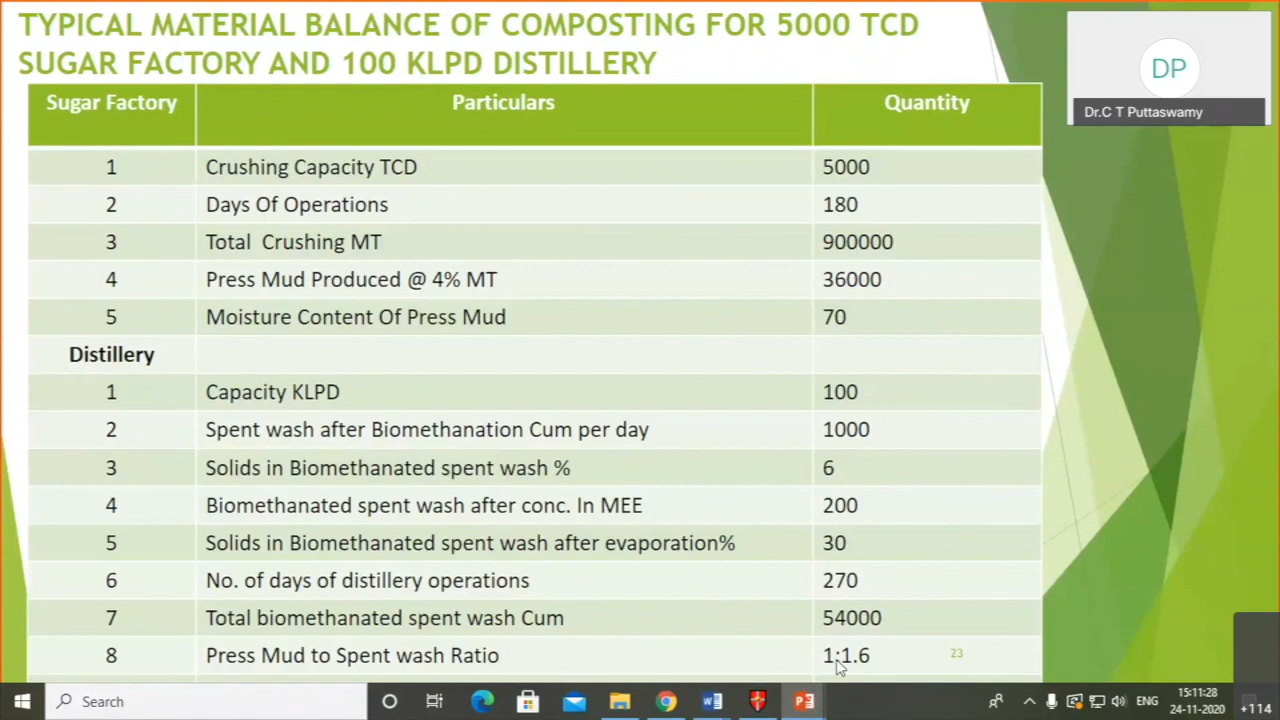 TYPICAL MATERIAL BALANCE OF COMPOSTING FOR 5000 TCD
SUGAR FACTORY AND 100 KLPD DISTILLERY
DP
Dr.C T Puttaswamy
Sugar Factory Particulars Quantity
1 Crushing Capacity TCD 5000
2 Days Of Operations 180
3 Total Crushing MT 900000
4 Press Mud Produced @ 4% MT 36000
5 Moisture Content Of Press Mud 70
Distillery
1 Capacity KLPD 100
2 Spent wash after Biomethanation Cum per day 1000
3 Solids in Biomethanated spent wash % 6
4 Biomethanated spent wash after conc. In MEE 200
5 Solids in Biomethanated spent wash after evaporation% 30
6 No. of days of distillery operations 270
7 Total biomethanated spent wash Cum 54000
8 Press Mud to Spent wash Ratio 1:1.6 23
Search
ENG
15:11:28
24-11-2020
+114